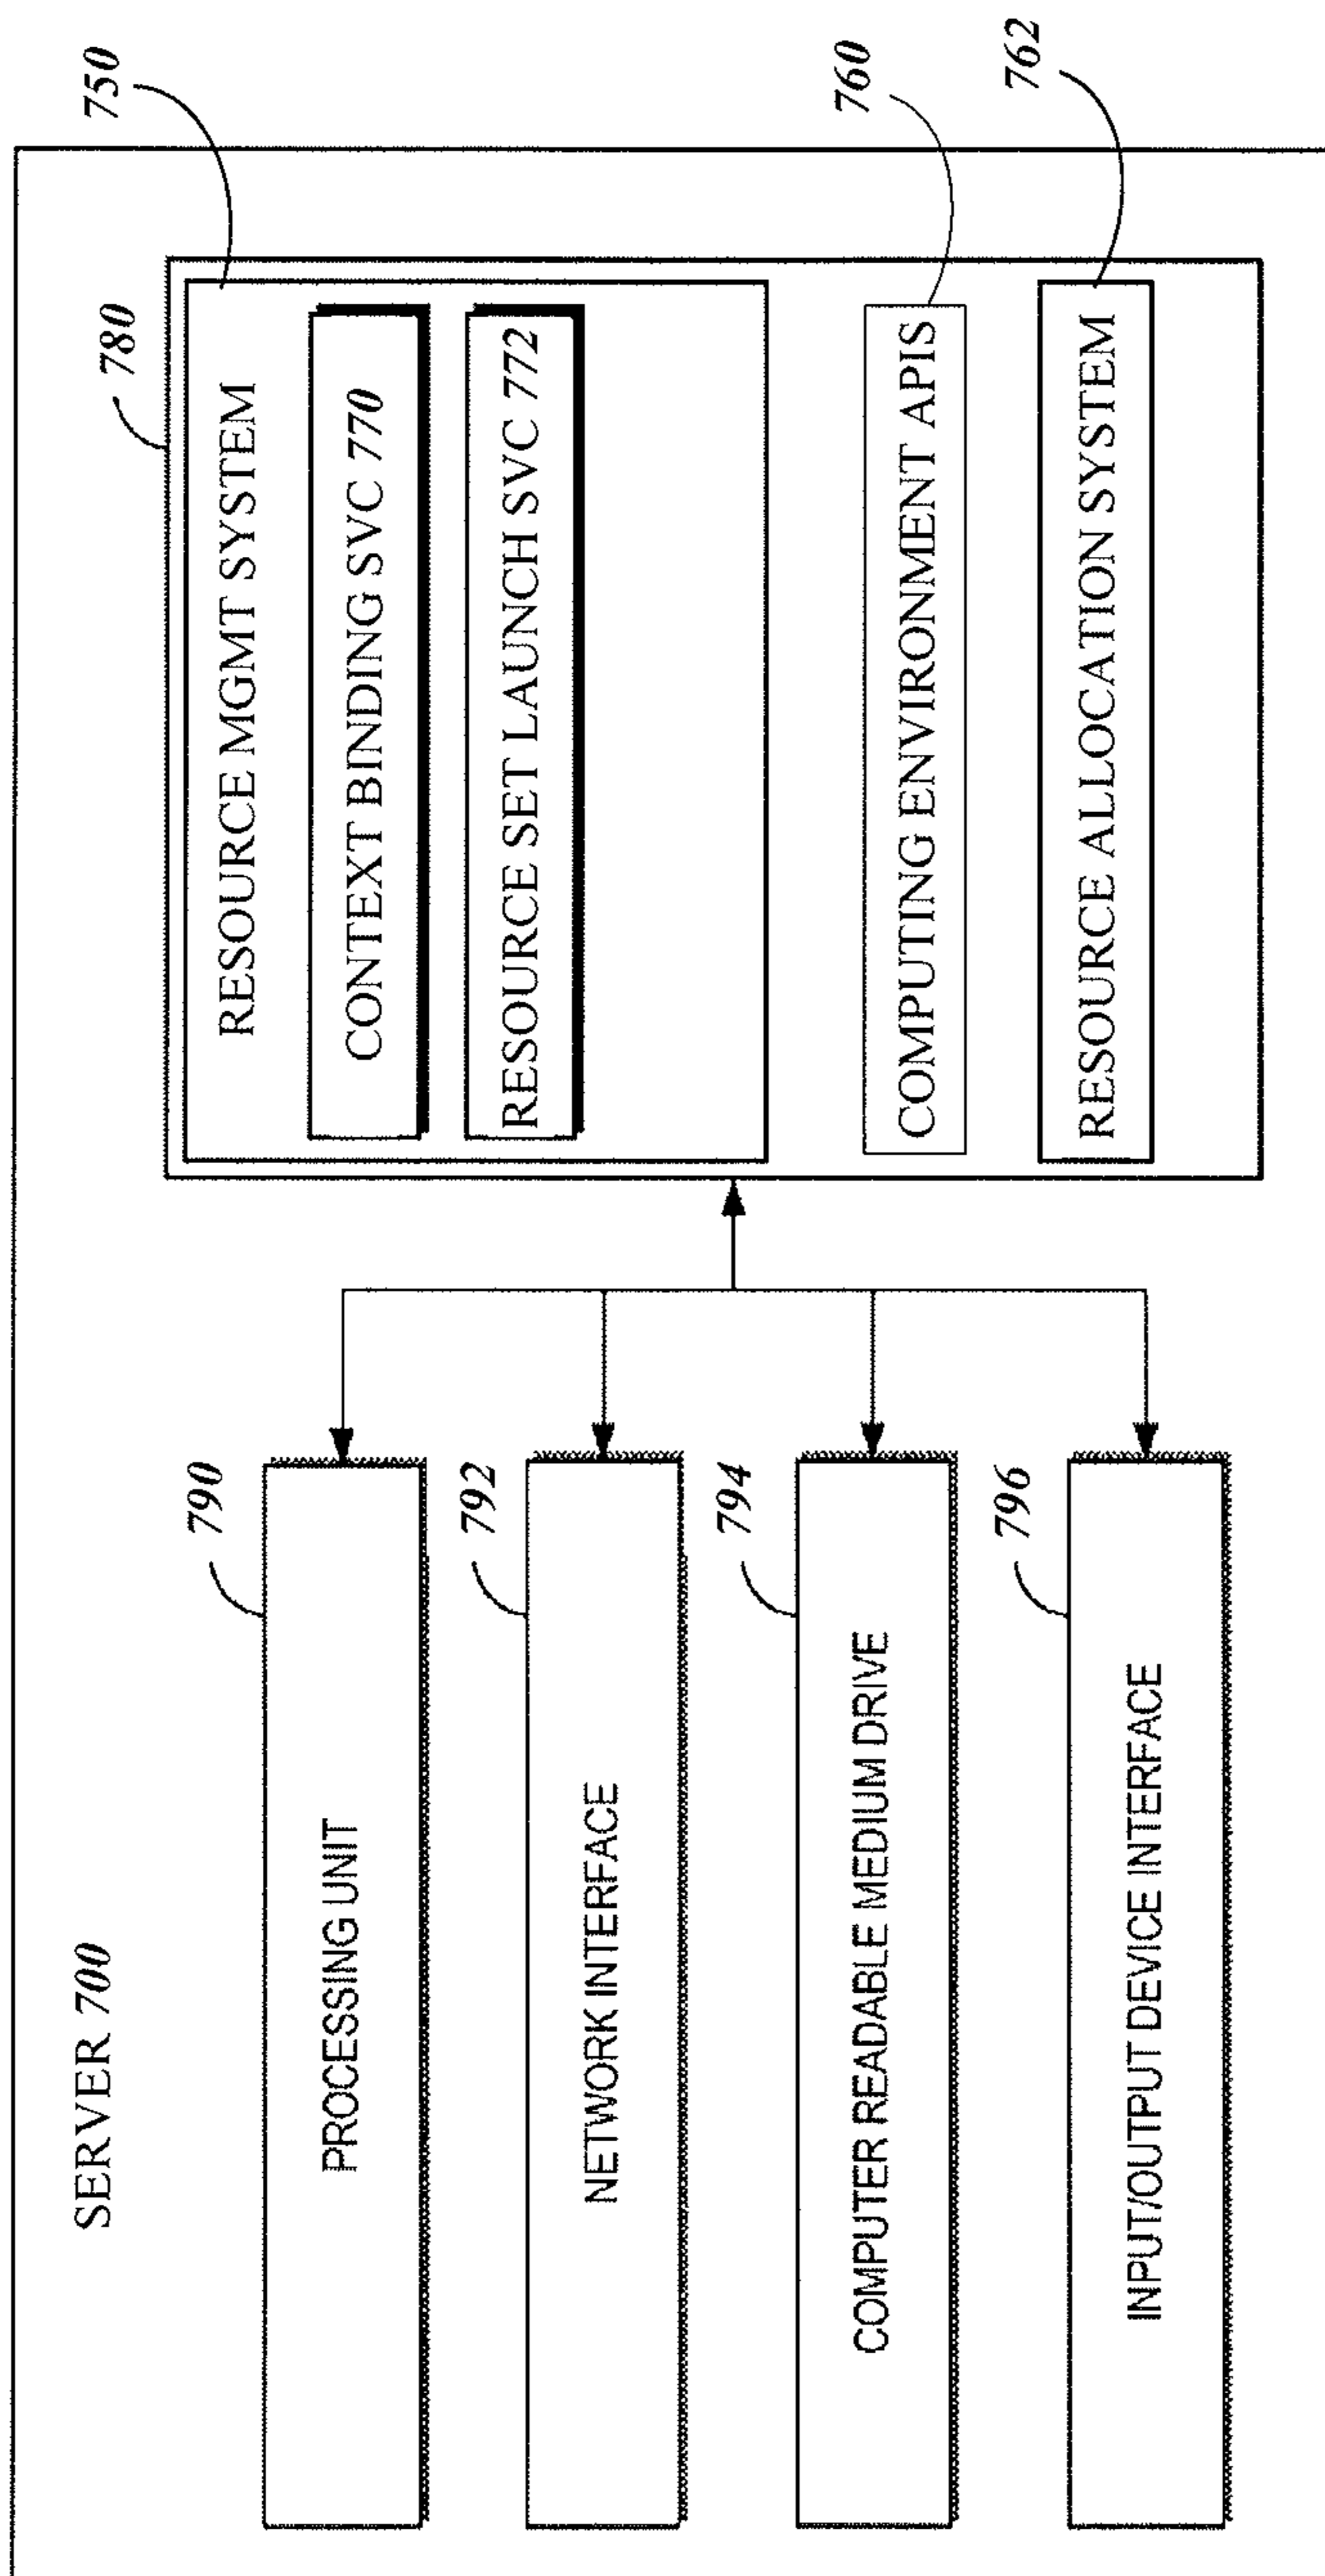 SERVER 700
790
PROCESSING UNIT
792
NETWORK INTERFACE
794
COMPUTER READABLE MEDIUM DRIVE
796
INPUT/OUTPUT DEVICE INTERFACE
780
750
RESOURCE MGMT SYSTEM
CONTEXT BINDING SVC 770
RESOURCE SET LAUNCH SVC 772
760
COMPUTING ENVIRONMENT APIS
762
RESOURCE ALLOCATION SYSTEM